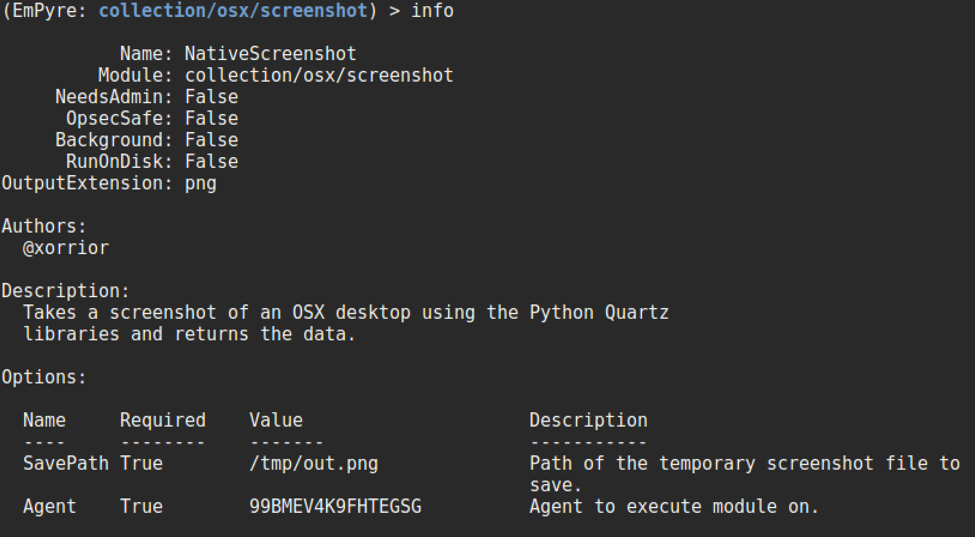 (EmPyre: collection/osx/screenshot) > info
Name: NativeScreenshot
Module: collection/osx/screenshot
NeedsAdmin: False
OpsecSafe: False
Background: False
RunOnDisk: False
OutputExtension: png
Authors:
@xorrior
Description:
Takes a screenshot of an OSX desktop using the Python Quartz
libraries and returns the data.
Options:
Name Required Value Description
---- -------- ------- -----------
SavePath True /tmp/out.png Path of the temporary screenshot file to
save.
Agent True 99BMEV4K9FHTEGSG Agent to execute module on.